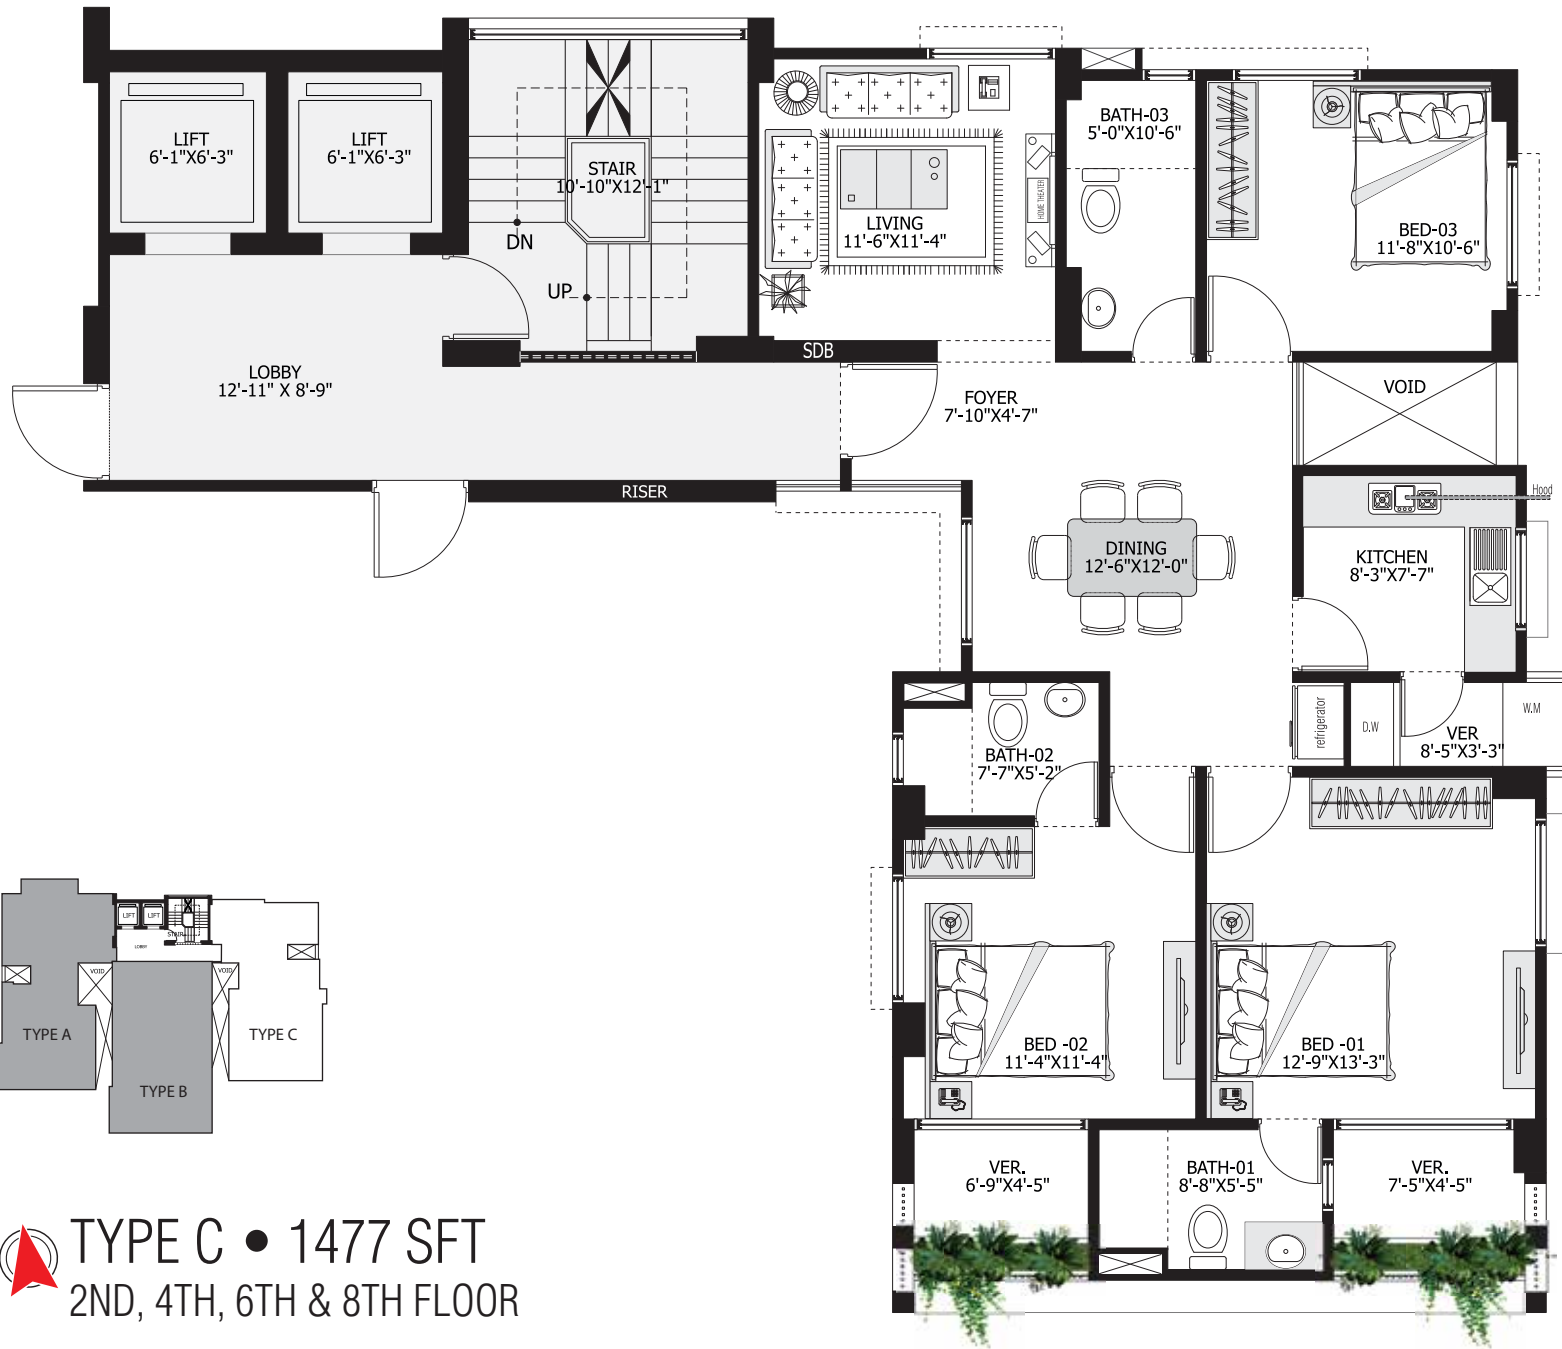 LIFT
6'-1"X6'-3"
LIFT
6'-1"X6'-3"
STAIR
10'-10"X12'-1"
DN
UP
LIVING
11'-6"X11'-4"
HOME THEATER
BATH-03
5'-0"X10'-6"
BED-03
11'-8"X10'-6"
SDB
LOBBY
12'-11" X 8'-9"
FOYER
7'-10"X4'-7"
VOID
RISER
Hood
DINING
12'-6"X12'-0"
KITCHEN
8'-3"X7'-7"
refrigerator
D.W
W.M
VER
8'-5"X3'-3"
BATH-02
7'-7"X5'-2"
BED -02
11'-4"X11'-4"
BED -01
12'-9"X13'-3"
VER.
6'-9"X4'-5"
BATH-01
8'-8"X5'-5"
VER.
7'-5"X4'-5"
LIFT
LIFT
STAIR
LOBBY
VOID
VOID
TYPE A
TYPE B
TYPE C
TYPE C • 1477 SFT
2ND, 4TH, 6TH & 8TH FLOOR